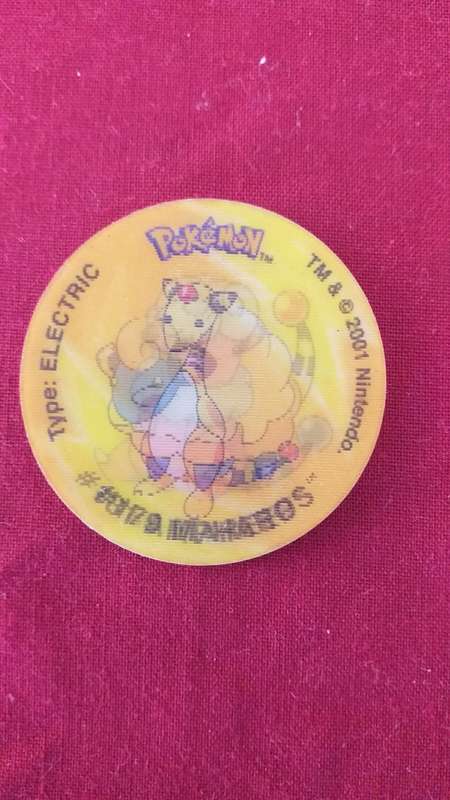 POKéMON™
Type: ELECTRIC
TM & © 2001 Nintendo.
#